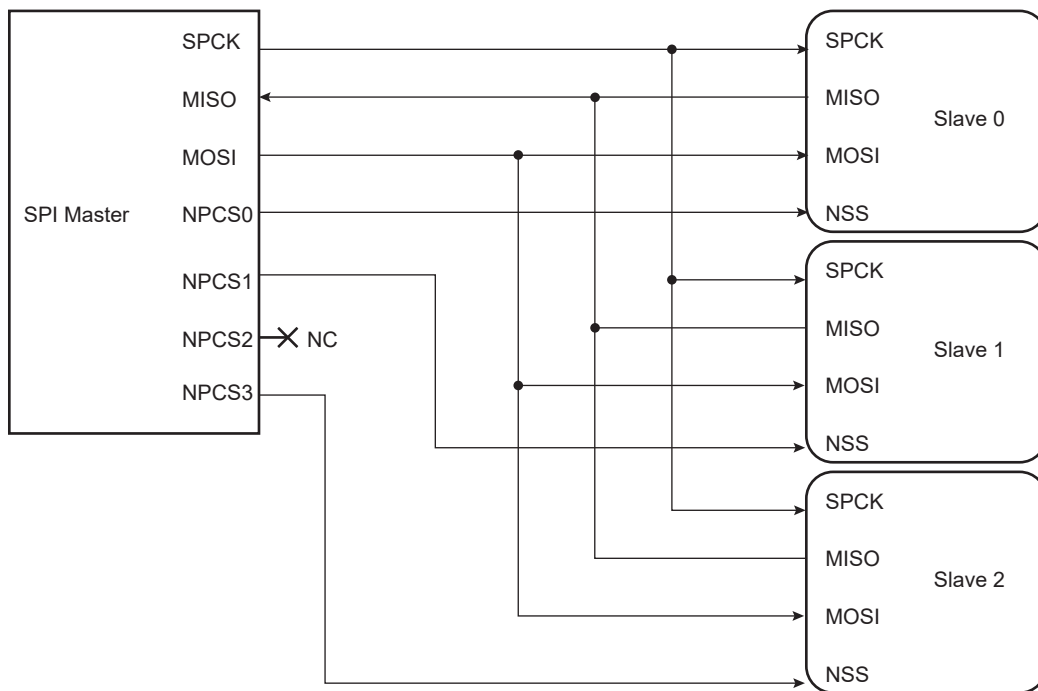 SPI Master
SPCK
MISO
MOSI
NPCS0
NPCS1
NPCS2
NC
NPCS3
SPCK
MISO
Slave 0
MOSI
NSS
SPCK
MISO
Slave 1
MOSI
NSS
SPCK
MISO
Slave 2
MOSI
NSS